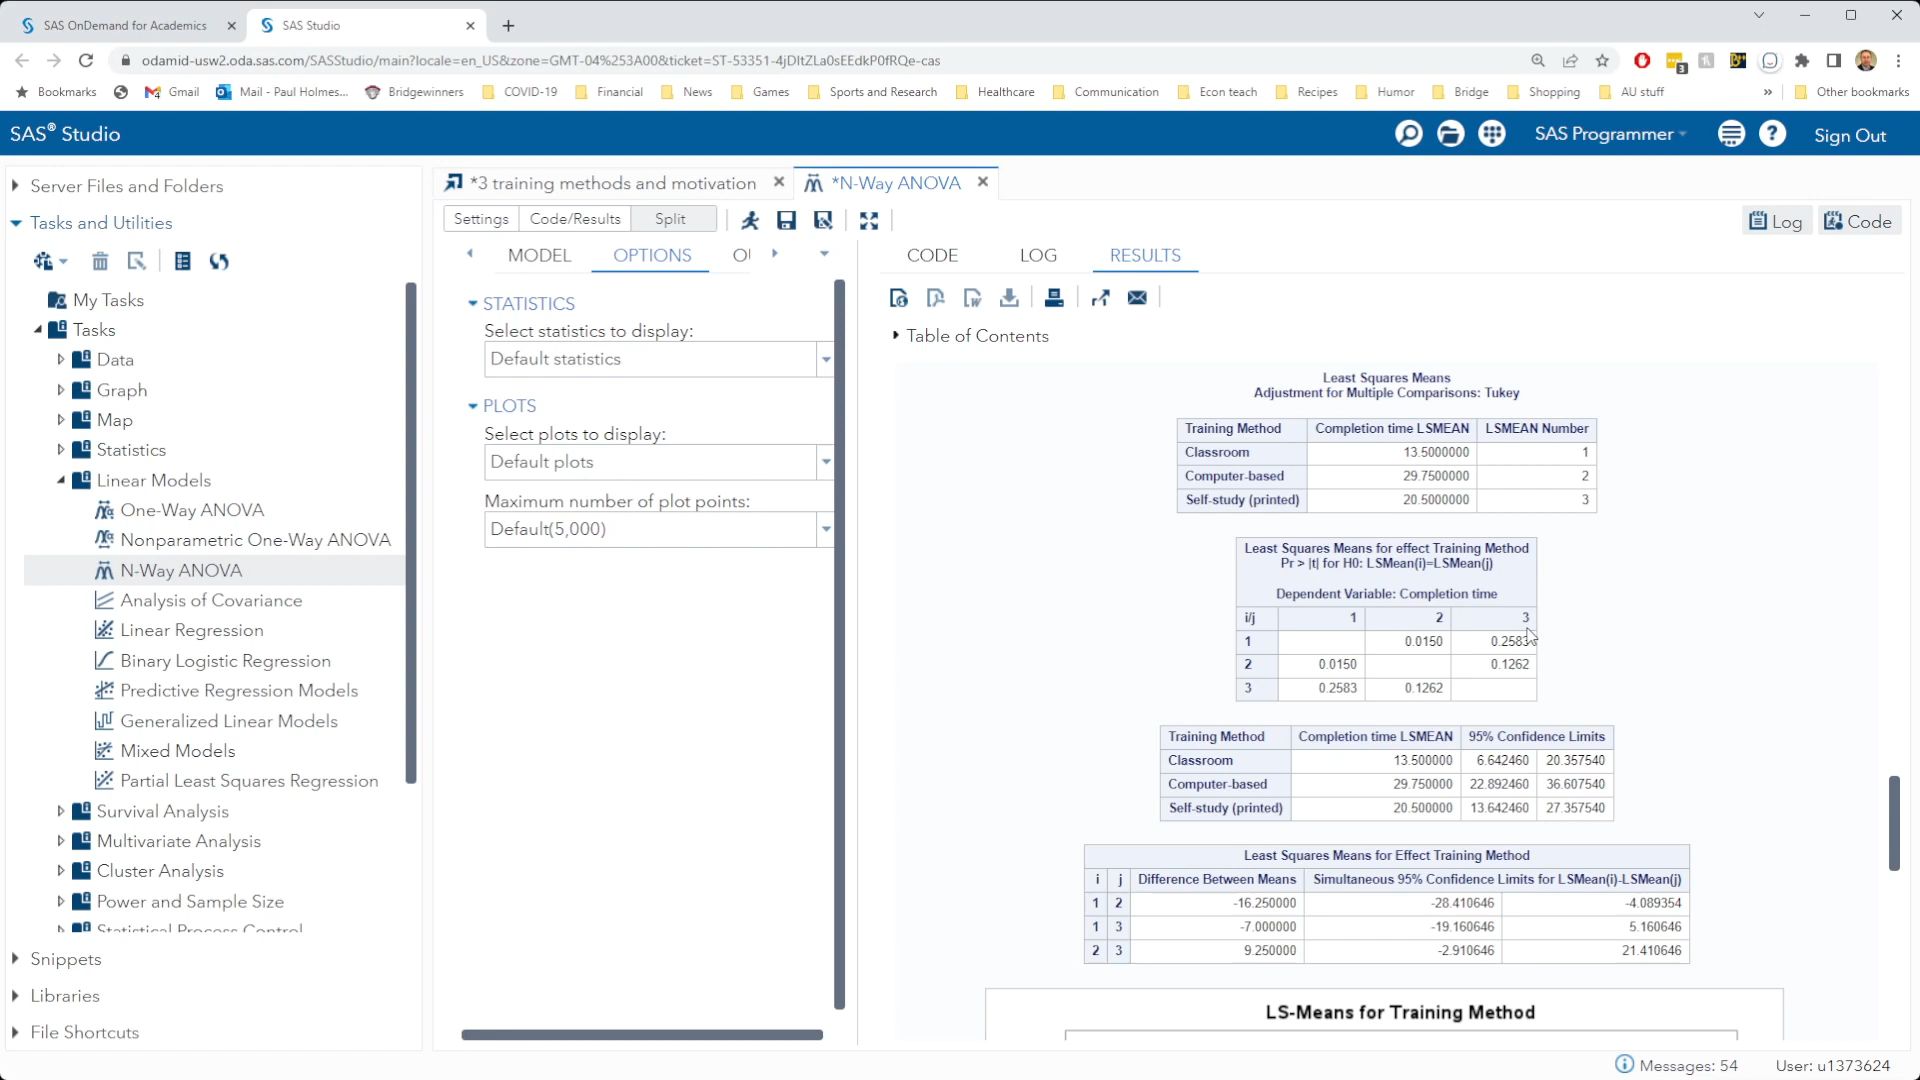 SAS OnDemand for Academics
SAS Studio
odamid-usw2.oda.sas.com/SASStudio/main?locale=en_US&zone=GMT-04%253A00&ticket=ST-53351-4jDItZLa0sEEdkP0fRQe-cas
3
Bookmarks
Gmail
Mail - Paul Holmes...
Bridgewinners
COVID-19
Financial
News
Games
Sports and Research
Healthcare
Communication
Econ teach
Recipes
Humor
Bridge
Shopping
AU stuff
»
Other bookmarks
SAS® Studio
SAS Programmer
Sign Out
Server Files and Folders
Tasks and Utilities
My Tasks
Tasks
Data
Graph
Map
Statistics
Linear Models
One-Way ANOVA
Nonparametric One-Way ANOVA
N-Way ANOVA
Analysis of Covariance
Linear Regression
Binary Logistic Regression
Predictive Regression Models
Generalized Linear Models
Mixed Models
Partial Least Squares Regression
Survival Analysis
Multivariate Analysis
Cluster Analysis
Power and Sample Size
Statistical Process Control
Snippets
Libraries
File Shortcuts
*3 training methods and motivation
*N-Way ANOVA
Settings Code/Results Split
Log Code
MODEL OPTIONS OU
STATISTICS
Select statistics to display:
Default statistics
PLOTS
Select plots to display:
Default plots
Maximum number of plot points:
Default(5,000)
CODE LOG RESULTS
Table of Contents
Least Squares Means
Adjustment for Multiple Comparisons: Tukey
Training Method Completion time LSMEAN LSMEAN Number
Classroom 13.5000000 1
Computer-based 29.7500000 2
Self-study (printed) 20.5000000 3
Least Squares Means for effect Training Method
Pr > |t| for H0: LSMean(i)=LSMean(j)
Dependent Variable: Completion time
i/j 1 2 3
1 0.0150 0.2583
2 0.0150 0.1262
3 0.2583 0.1262
Training Method Completion time LSMEAN 95% Confidence Limits
Classroom 13.500000 6.642460 20.357540
Computer-based 29.750000 22.892460 36.607540
Self-study (printed) 20.500000 13.642460 27.357540
Least Squares Means for Effect Training Method
i j Difference Between Means Simultaneous 95% Confidence Limits for LSMean(i)-LSMean(j)
1 2 -16.250000 -28.410646 -4.089354
1 3 -7.000000 -19.160646 5.160646
2 3 9.250000 -2.910646 21.410646
LS-Means for Training Method
Messages: 54
User: u1373624